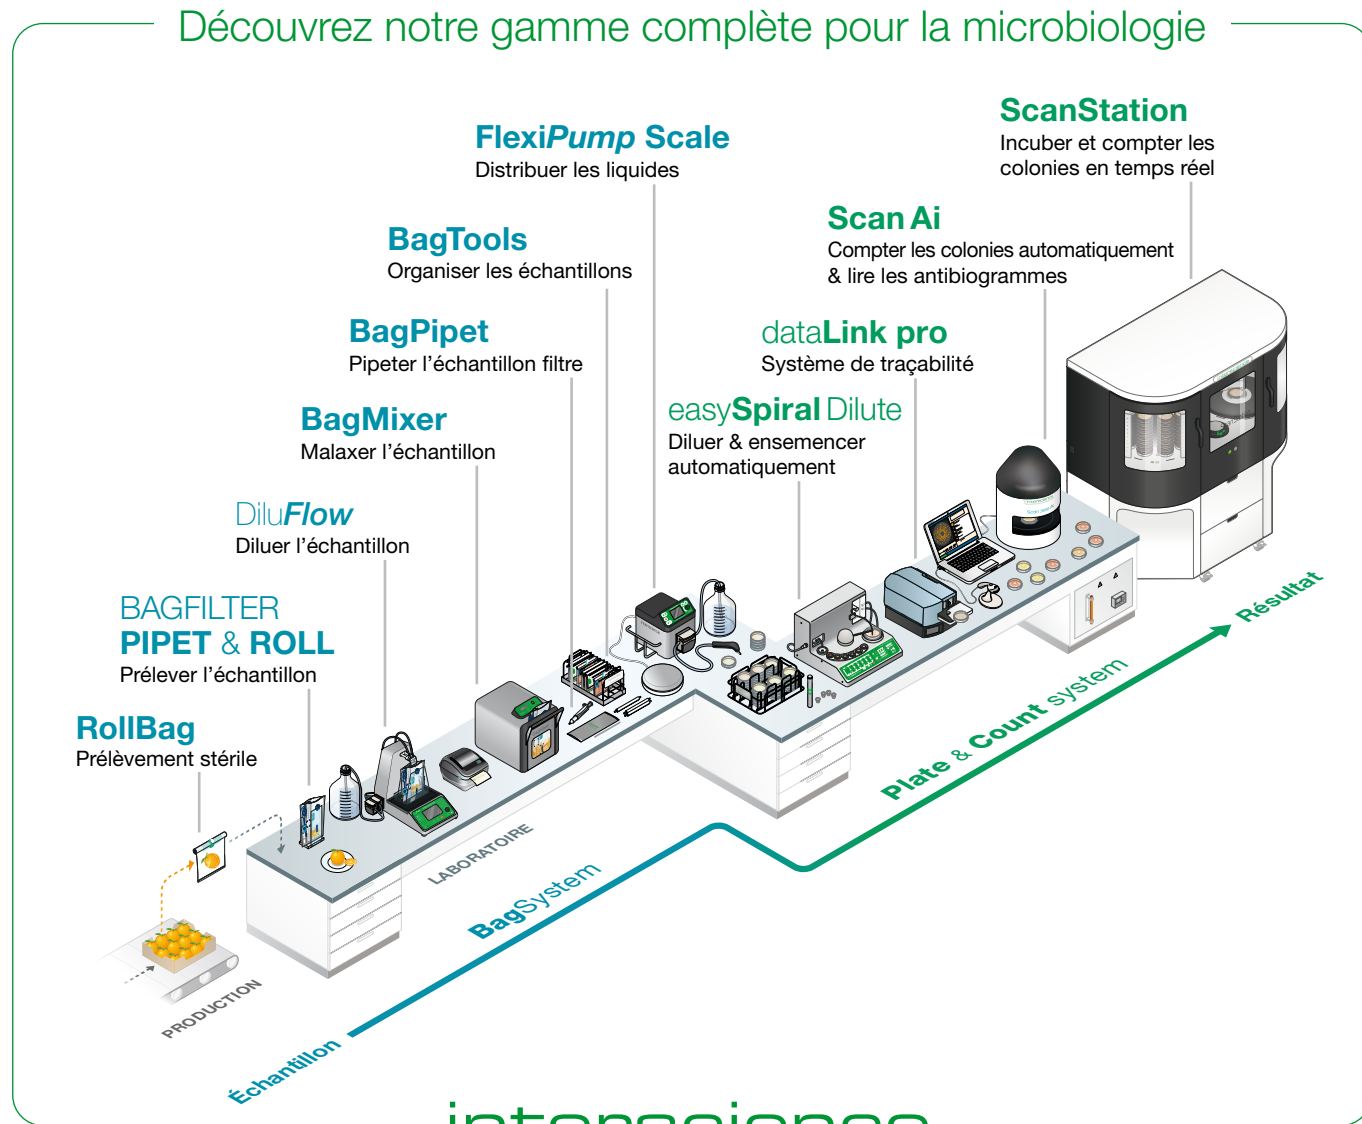 Découvrez notre gamme complète pour la microbiologie
ScanStation
Incuber et compter les
colonies en temps réel
FlexiPump Scale
Distribuer les liquides
Scan Ai
Compter les colonies automatiquement
& lire les antibiogrammes
BagTools
Organiser les échantillons
dataLink pro
Système de traçabilité
BagPipet
Pipeter l’échantillon filtre
easySpiral Dilute
Diluer & ensemencer
automatiquement
BagMixer
Malaxer l’échantillon
DiluFlow
Diluer l’échantillon
BAGFILTER
PIPET & ROLL
Prélever l’échantillon
RollBag
Prélèvement stérile
LABORATOIRE
PRODUCTION
Échantillon
BagSystem
Plate & Count system
Résultat
interscience